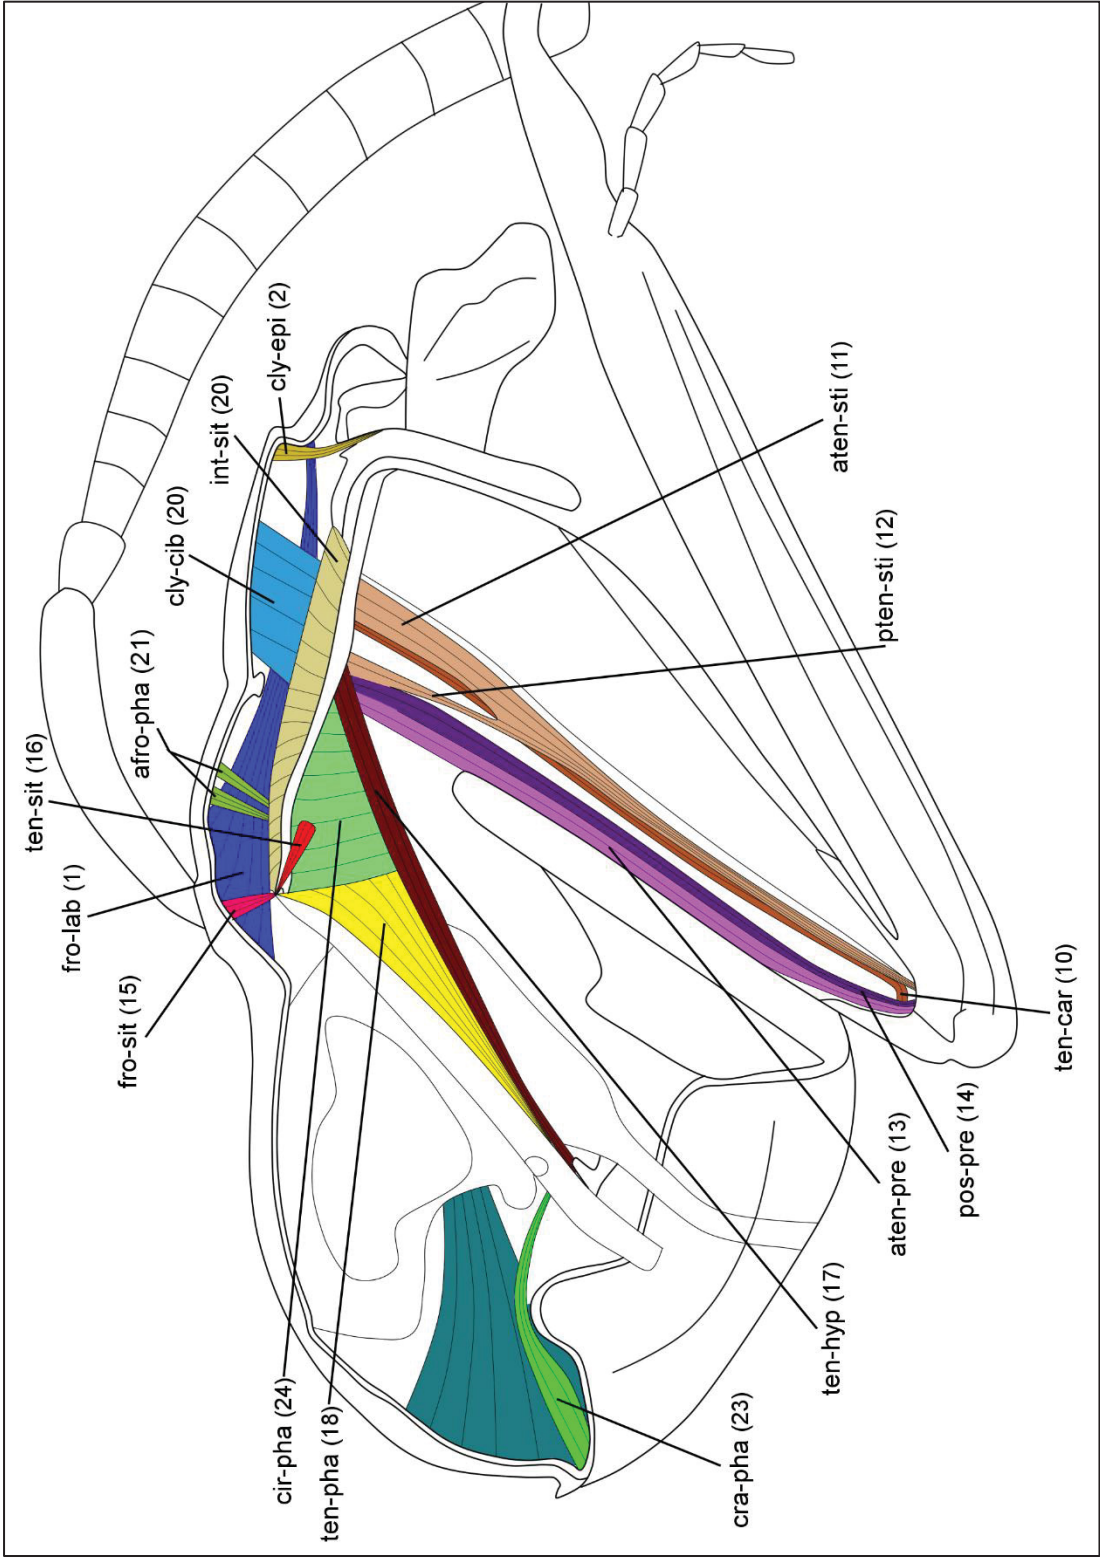 ten-sit (16)
fro-lab (1)
fro-sit (15)
afro-pha (21)
cly-cib (20)
int-sit (20)
cly-epi (2)
cir-pha (24)
ten-pha (18)
cra-pha (23)
ten-hyp (17)
aten-sti (11)
pten-sti (12)
aten-pre (13)
pos-pre (14)
ten-car (10)